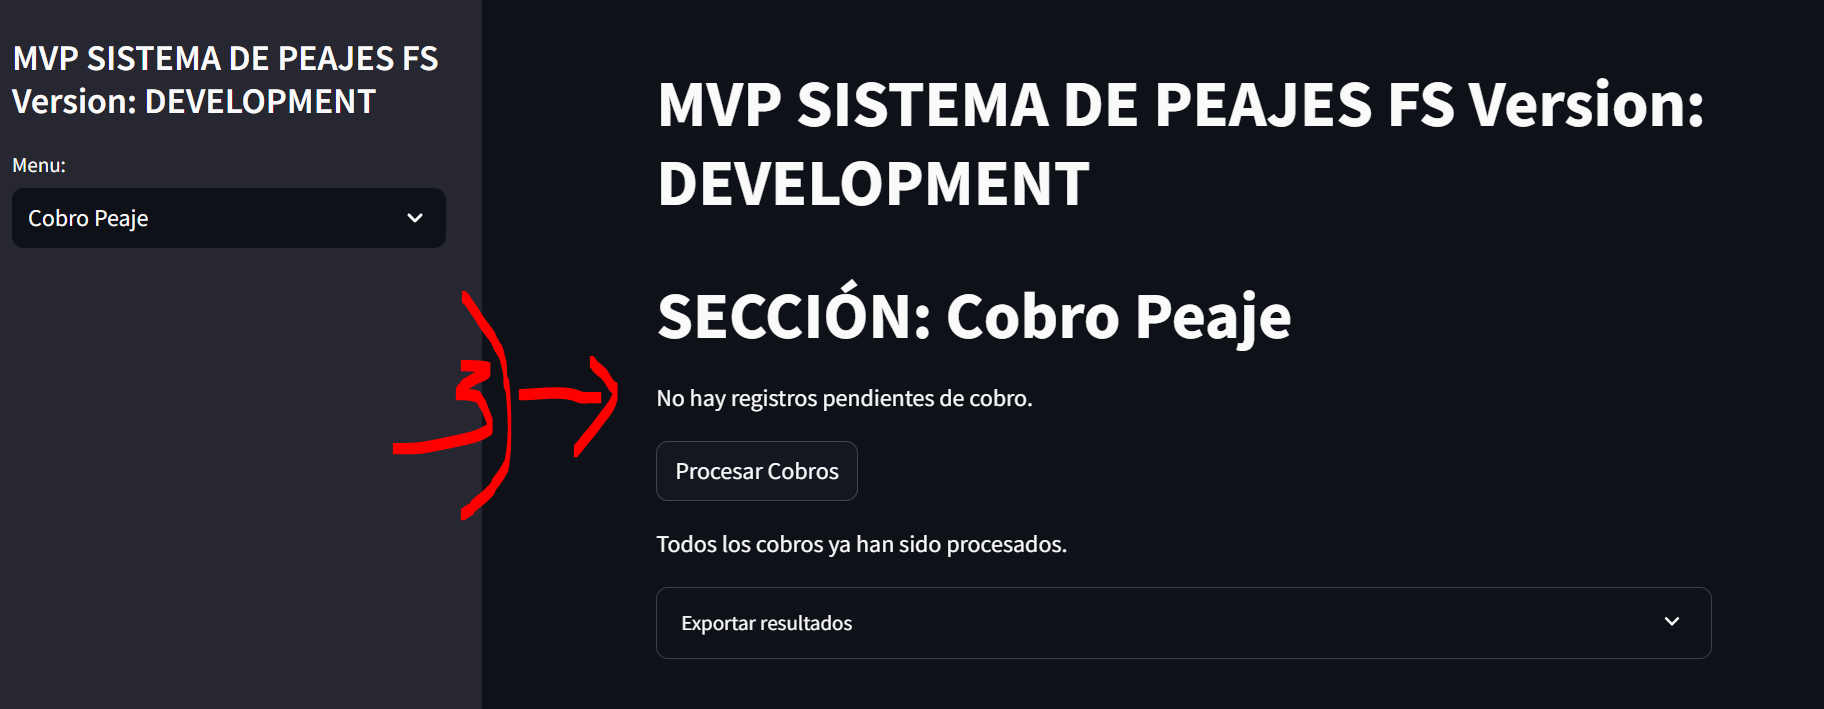 MVP SISTEMA DE PEAJES FS
Version: DEVELOPMENT
Menu:
Cobro Peaje
3)
MVP SISTEMA DE PEAJES FS Version:
DEVELOPMENT
SECCIÓN: Cobro Peaje
No hay registros pendientes de cobro.
Procesar Cobros
Todos los cobros ya han sido procesados.
Exportar resultados